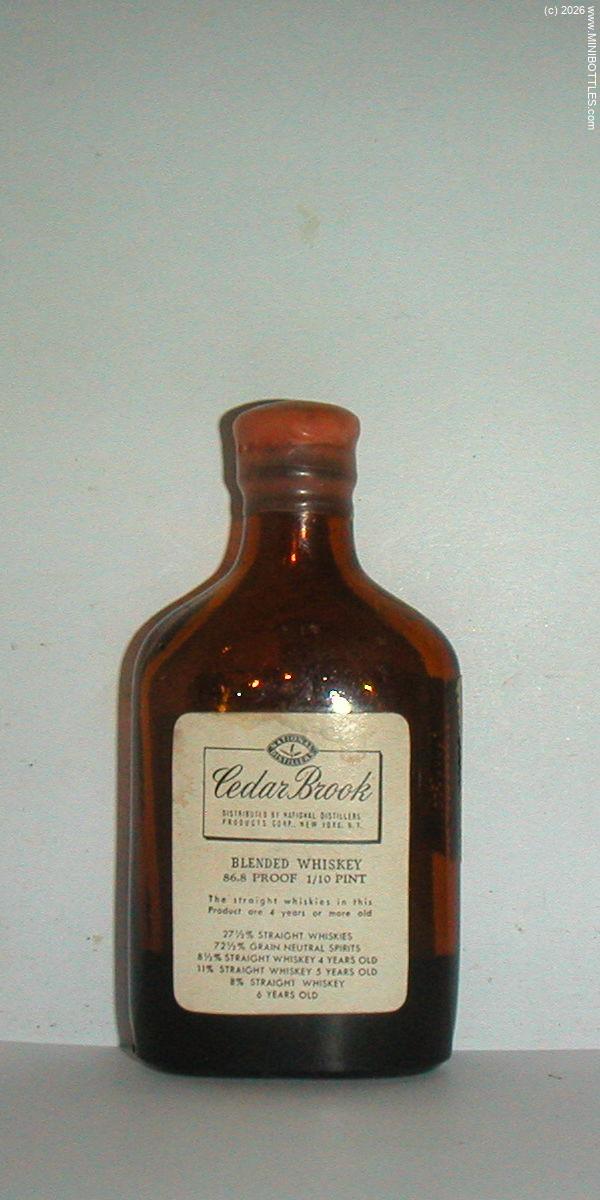 (c) 2026 www.MINIBOTTLES.com
NATIONAL
DISTILLERS
Cedar Brook
DISTRIBUTED BY NATIONAL DISTILLERS
PRODUCTS CORP., NEW YORK, N.Y.
BLENDED WHISKEY
86.8 PROOF 1/10 PINT
The straight whiskies in this
Product are 4 years or more old
27½% STRAIGHT WHISKIES
72½% GRAIN NEUTRAL SPIRITS
8½% STRAIGHT WHISKEY 4 YEARS OLD
11% STRAIGHT WHISKEY 5 YEARS OLD
8% STRAIGHT WHISKEY
6 YEARS OLD